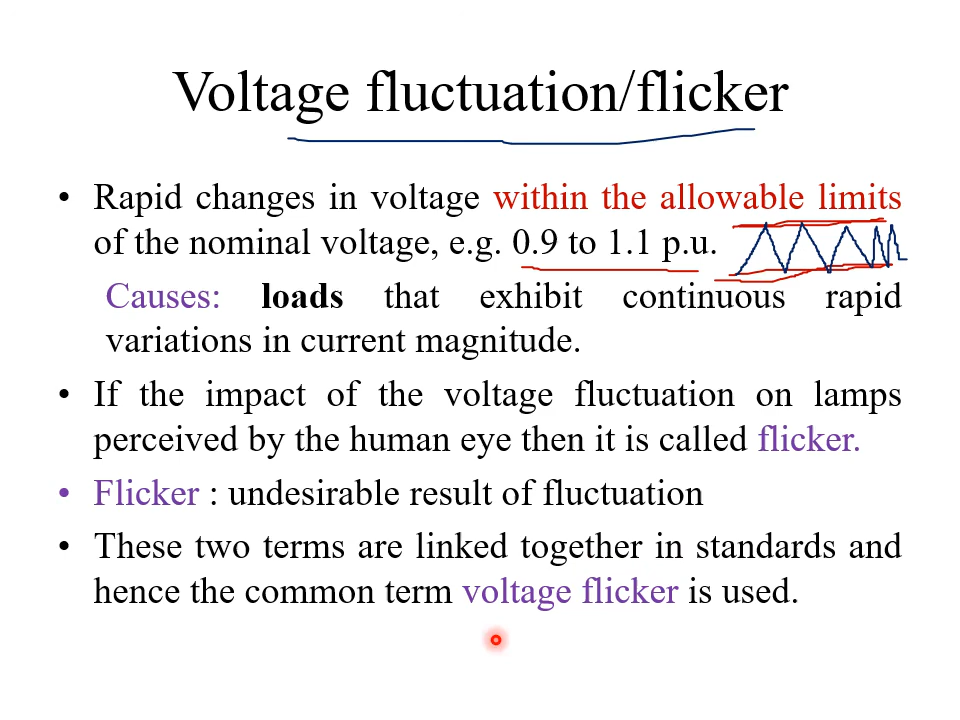 Voltage fluctuation/flicker
• Rapid changes in voltage within the allowable limits
of the nominal voltage, e.g. 0.9 to 1.1 p.u.
Causes: loads that exhibit continuous rapid
variations in current magnitude.
• If the impact of the voltage fluctuation on lamps
perceived by the human eye then it is called flicker.
• Flicker : undesirable result of fluctuation
• These two terms are linked together in standards and
hence the common term voltage flicker is used.